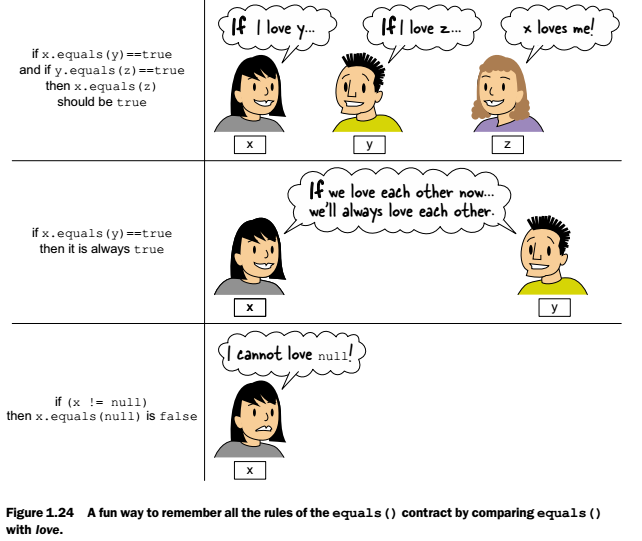 if x.equals(y)==true
and if y.equals(z)==true
then x.equals(z)
should be true
If I love y...
If I love z...
x loves me!
x
y
z
if x.equals(y)==true
then it is always true
If we love each other now...
we'll always love each other.
x
y
if (x != null)
then x.equals(null) is false
I cannot love null!
x
Figure 1.24 A fun way to remember all the rules of the equals() contract by comparing equals()
with love.